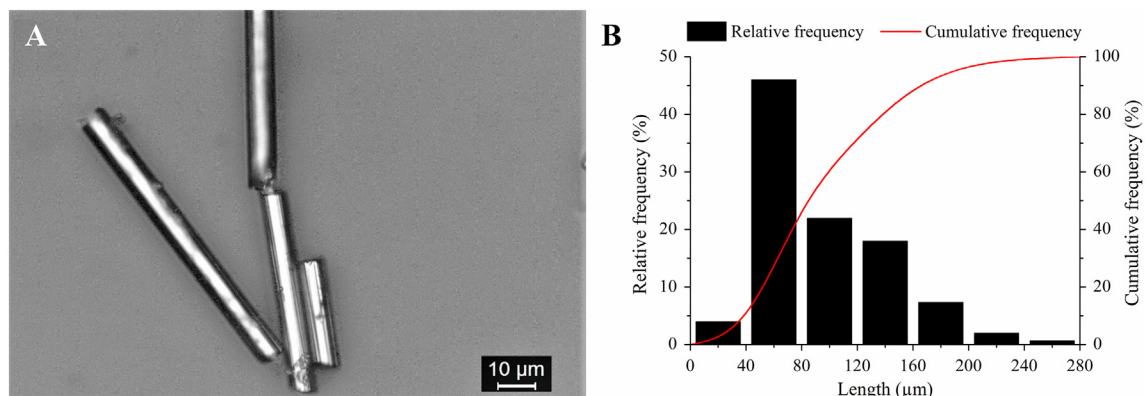 A
10 µm
B
Relative frequency Cumulative frequency
50
40
30
20
10
0
Relative frequency (%)
100
80
60
40
20
0
Cumulative frequency (%)
0 40 80 120 160 200 240 280
Length (µm)